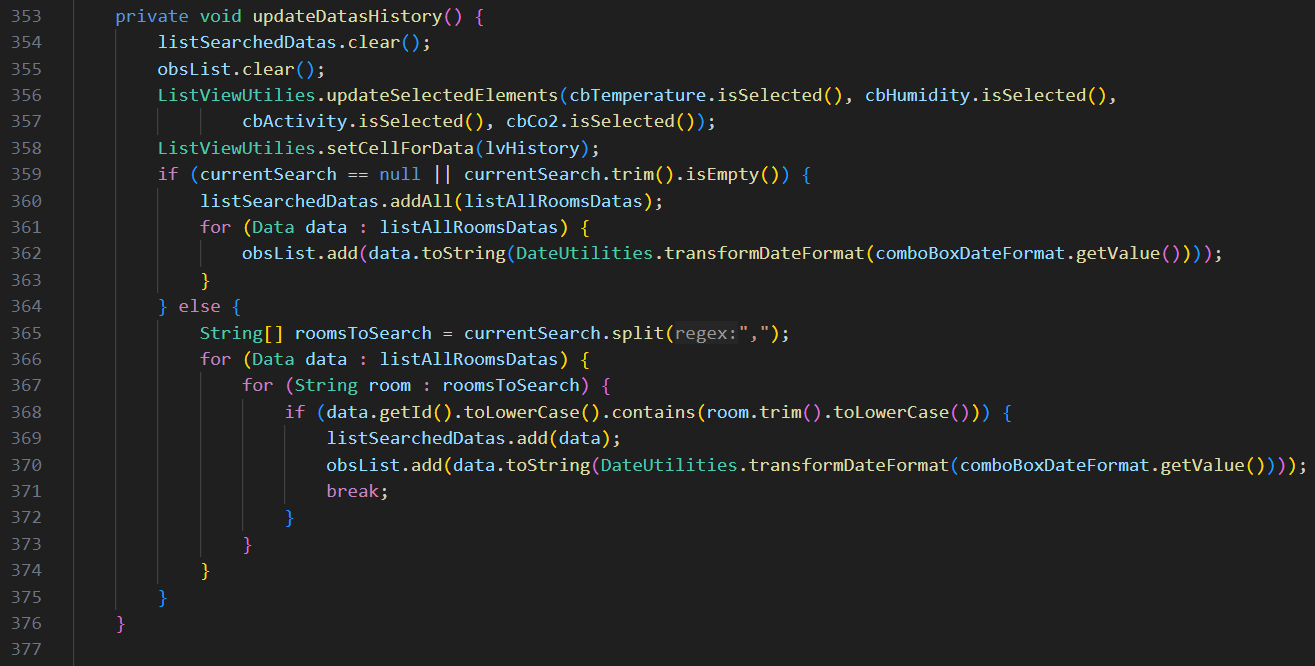 353 private void updateDatasHistory() {
354 listSearchedDatas.clear();
355 obsList.clear();
356 ListViewUtilies.updateSelectedElements(cbTemperature.isSelected(), cbHumidity.isSelected(),
357 cbActivity.isSelected(), cbCo2.isSelected());
358 ListViewUtilies.setCellForData(lvHistory);
359 if (currentSearch == null || currentSearch.trim().isEmpty()) {
360 listSearchedDatas.addAll(listAllRoomsDatas);
361 for (Data data : listAllRoomsDatas) {
362 obsList.add(data.toString(DateUtilities.transformDateFormat(comboBoxDateFormat.getValue())));
363 }
364 } else {
365 String[] roomsToSearch = currentSearch.split(regex:",");
366 for (Data data : listAllRoomsDatas) {
367 for (String room : roomsToSearch) {
368 if (data.getId().toLowerCase().contains(room.trim().toLowerCase())) {
369 listSearchedDatas.add(data);
370 obsList.add(data.toString(DateUtilities.transformDateFormat(comboBoxDateFormat.getValue())));
371 break;
372 }
373 }
374 }
375 }
376 }
377